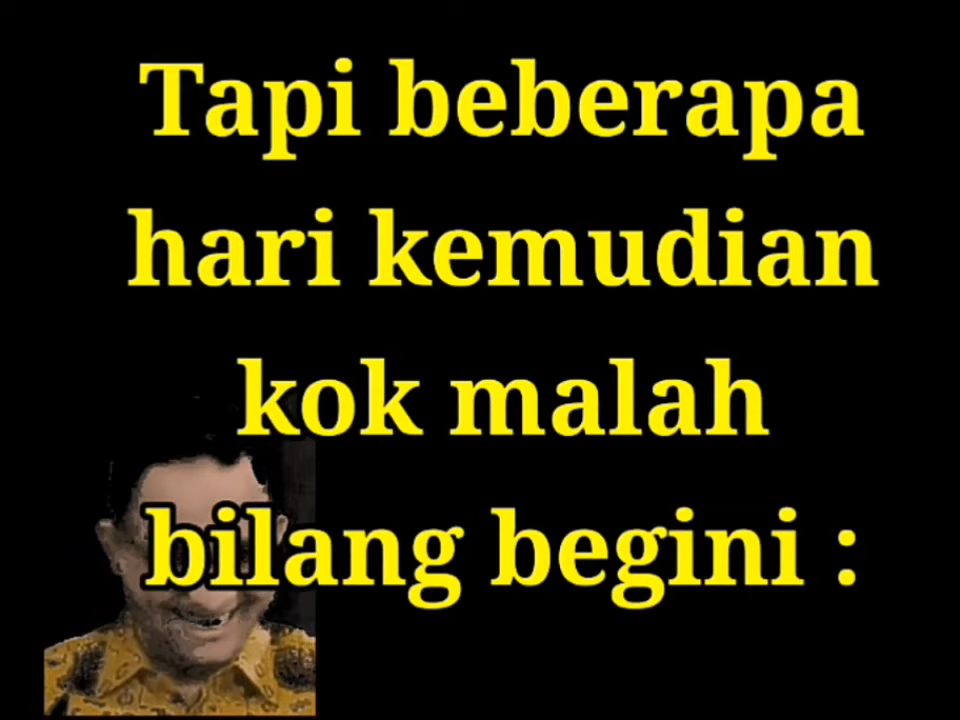 Tapi beberapa
hari kemudian
kok malah
bilang begini :